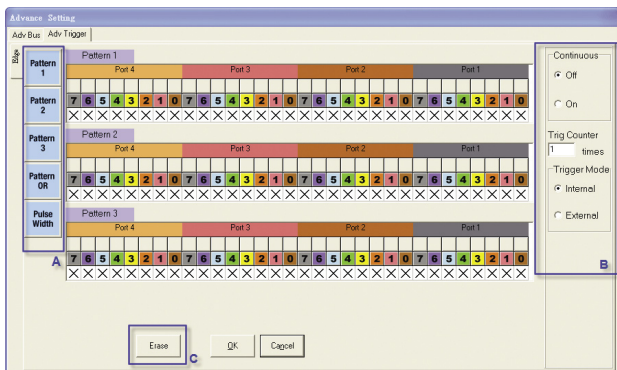 Advance Setting
Adv Bus Adv Trigger
Edge
Pattern 1
Pattern 2
Pattern 3
Pattern OR
Pulse Width
A
Pattern 1
Port 4 Port 3 Port 2 Port 1
7 6 5 4 3 2 1 0 7 6 5 4 3 2 1 0 7 6 5 4 3 2 1 0 7 6 5 4 3 2 1 0
X X X X X X X X X X X X X X X X X X X X X X X X X X X X X X X X
Pattern 2
Port 4 Port 3 Port 2 Port 1
7 6 5 4 3 2 1 0 7 6 5 4 3 2 1 0 7 6 5 4 3 2 1 0 7 6 5 4 3 2 1 0
X X X X X X X X X X X X X X X X X X X X X X X X X X X X X X X X
Pattern 3
Port 4 Port 3 Port 2 Port 1
7 6 5 4 3 2 1 0 7 6 5 4 3 2 1 0 7 6 5 4 3 2 1 0 7 6 5 4 3 2 1 0
X X X X X X X X X X X X X X X X X X X X X X X X X X X X X X X X
Continuous
Off
On
Trig Counter
1 times
Trigger Mode
Internal
External
B
Erase OK Cancel
C